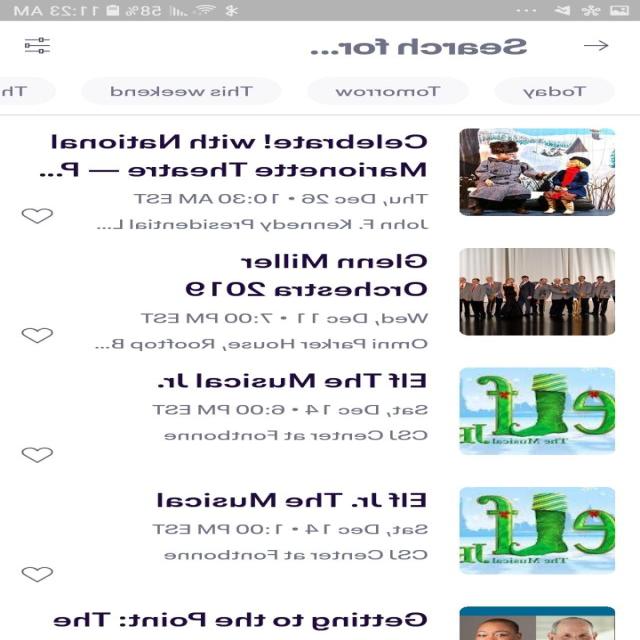 11:23 AM
58%
Search for...
Today
Tomorrow
This weekend
Th
Celebrate! with National
Marionette Theatre — P...
Thu, Dec 26 • 10:30 AM EST
John F. Kennedy Presidential L...
Glenn Miller
Orchestra 2019
Wed, Dec 11 • 7:00 PM EST
Omni Parker House, Rooftop B...
Elf The Musical Jr.
Sat, Dec 14 • 6:00 PM EST
CSJ Center at Fontbonne
elf
The Musical
JR
Elf Jr. The Musical
Sat, Dec 14 • 1:00 PM EST
CSJ Center at Fontbonne
elf
The Musical
JR
Getting to the Point: The